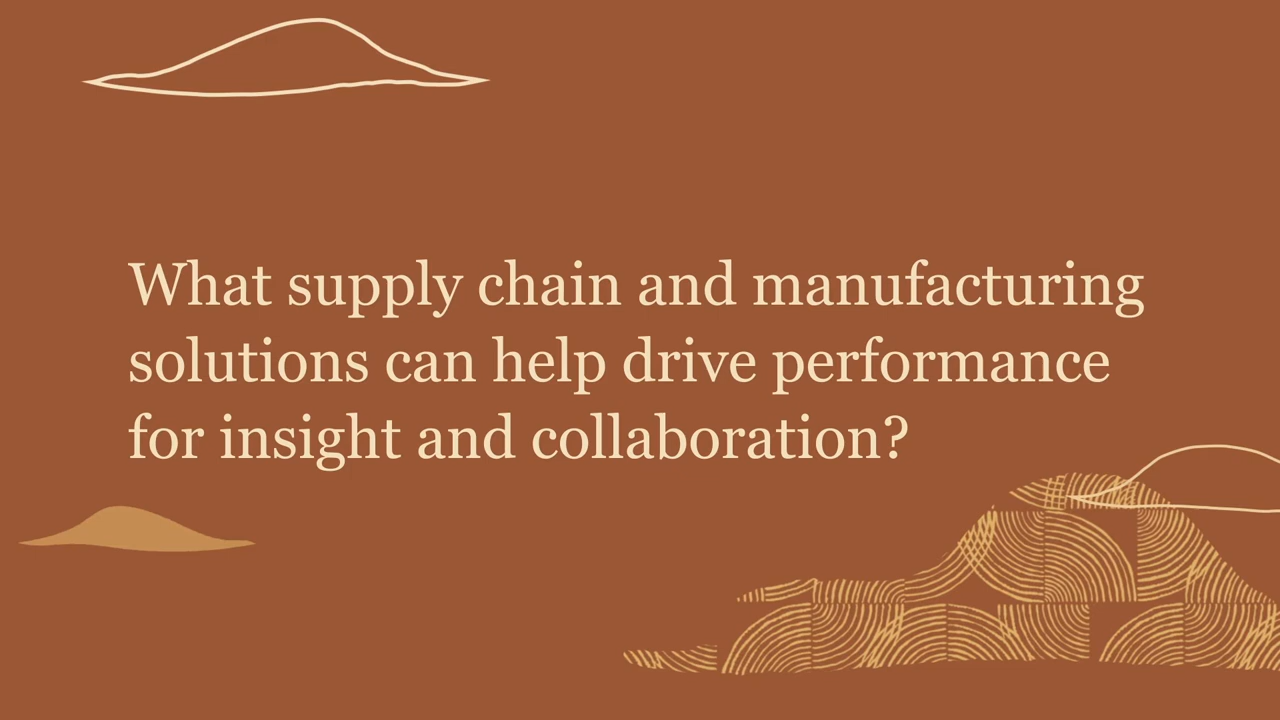 What supply chain and manufacturing
solutions can help drive performance
for insight and collaboration?